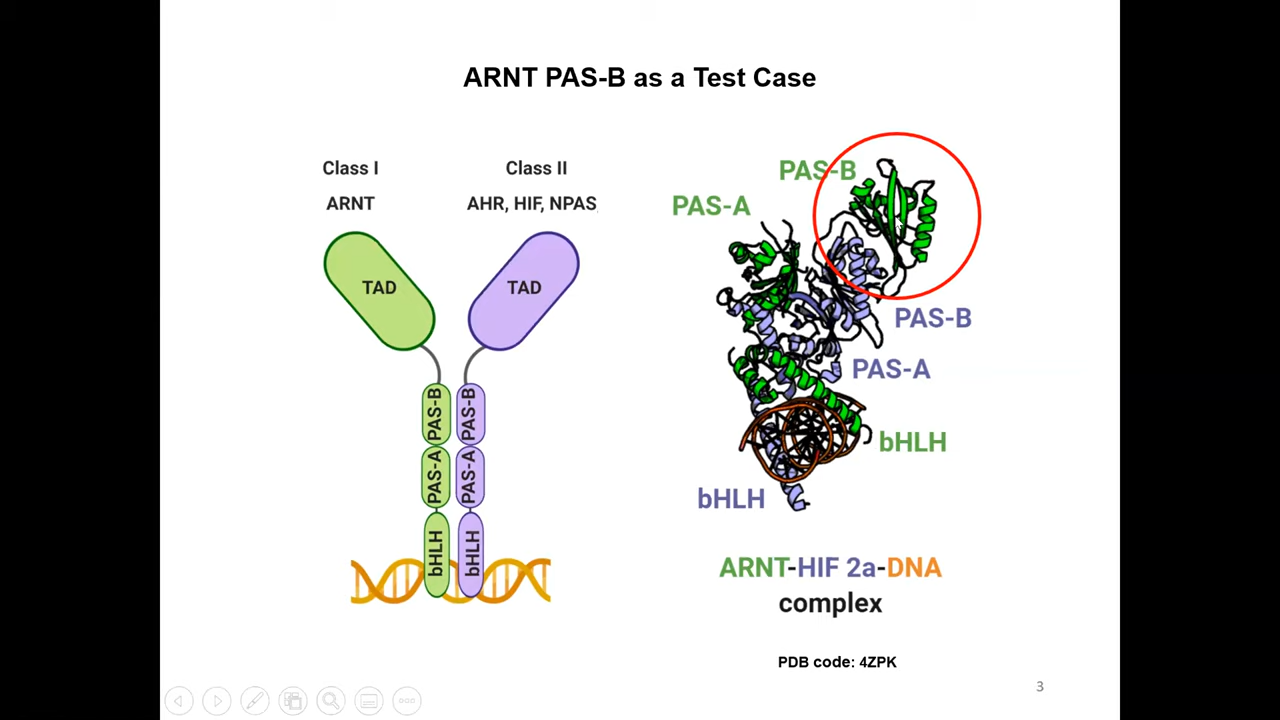 ARNT PAS-B as a Test Case
Class I
Class II
ARNT
AHR, HIF, NPAS
TAD
TAD
PAS-B
PAS-B
PAS-A
PAS-A
bHLH
bHLH
PAS-B
PAS-A
PAS-B
PAS-A
bHLH
bHLH
ARNT-HIF 2a-DNA
complex
PDB code: 4ZPK
3